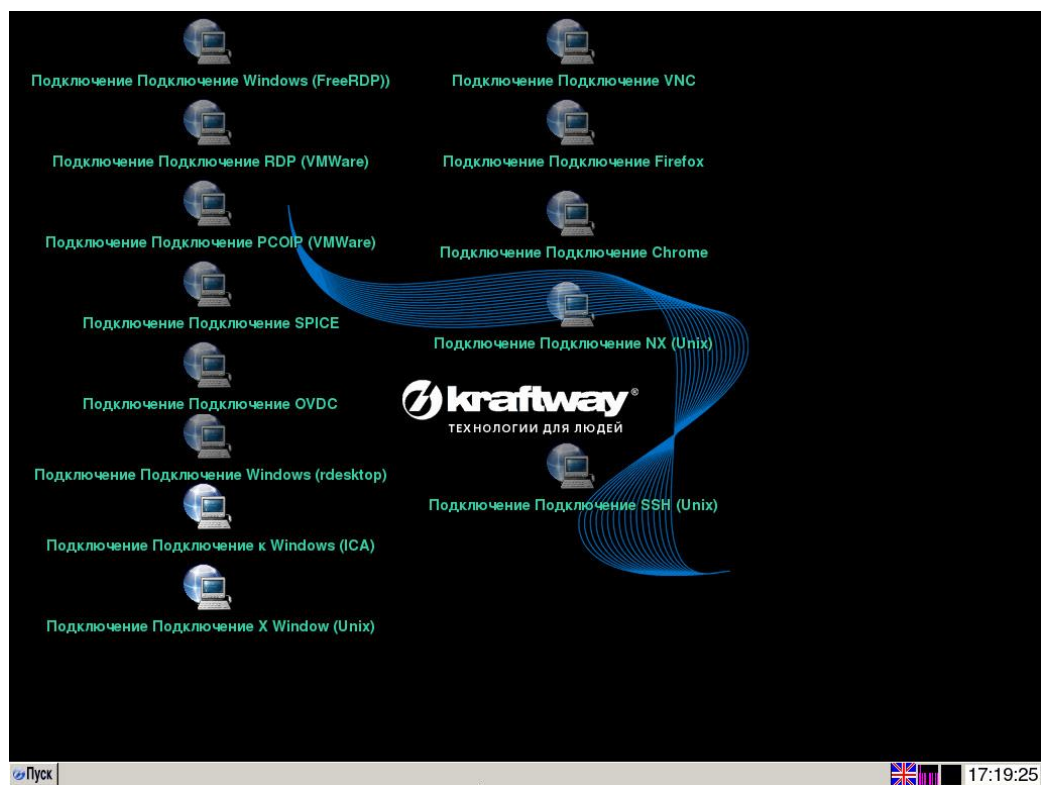 Подключение Подключение Windows (FreeRDP))
Подключение Подключение RDP (VMWare)
Подключение Подключение PCOIP (VMWare)
Подключение Подключение SPICE
Подключение Подключение OVDC
Подключение Подключение Windows (rdesktop)
Подключение Подключение к Windows (ICA)
Подключение Подключение X Window (Unix)
Подключение Подключение VNC
Подключение Подключение Firefox
Подключение Подключение Chrome
Подключение Подключение NX (Unix)
kraftway®
ТЕХНОЛОГИИ ДЛЯ ЛЮДЕЙ
Подключение Подключение SSH (Unix)
Пуск
17:19:25